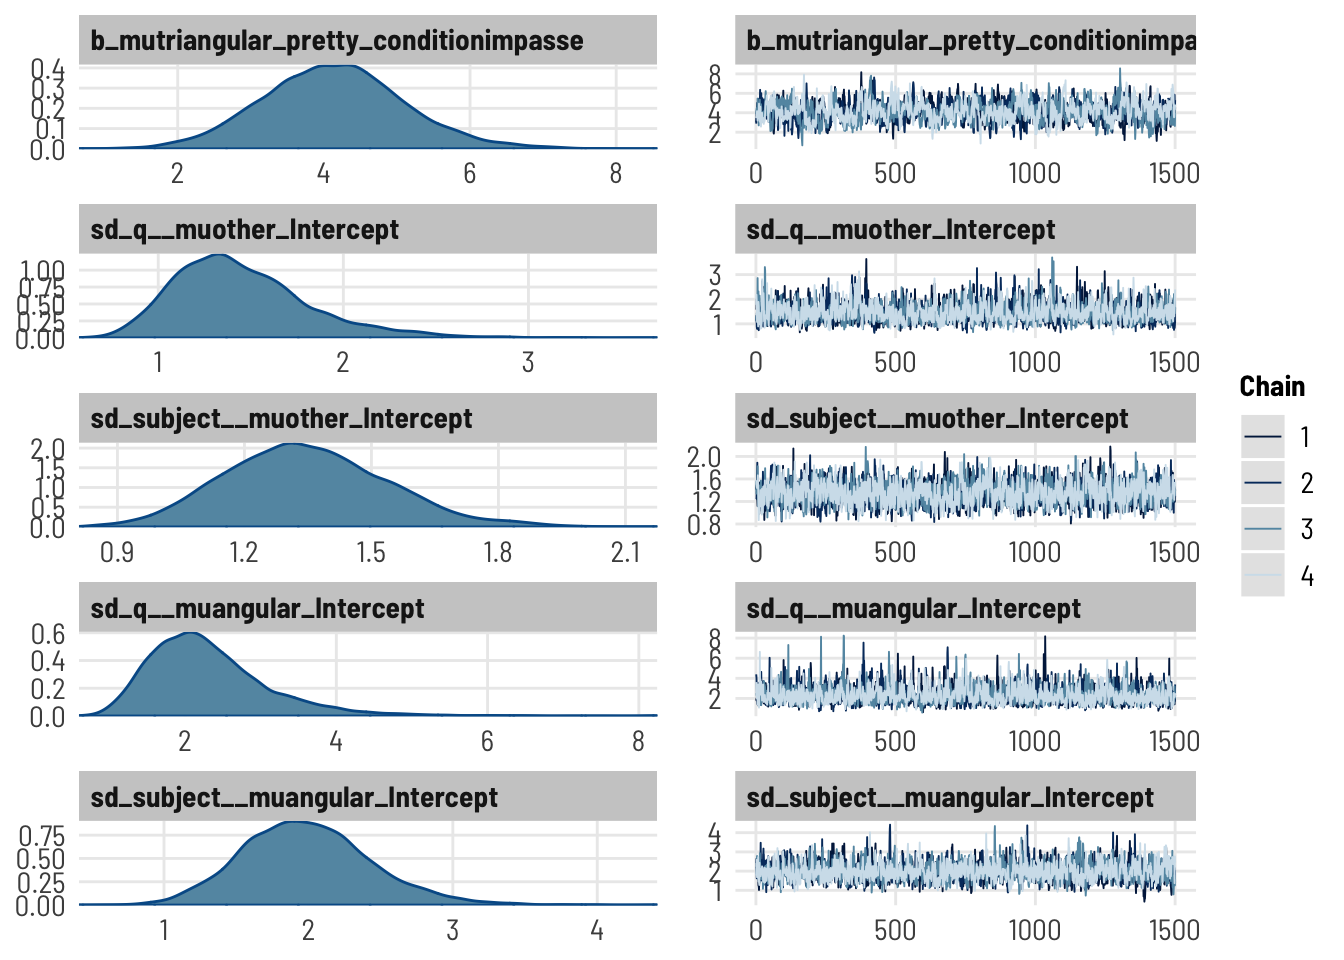 b_mutriangular_pretty_conditionimpasse
b_mutriangular_pretty_conditionimpa
0.4
0.3
0.2
0.1
0.0
8
6
4
2
2 4 6 8
0 500 1000 1500
sd_q__muother_Intercept
sd_q__muother_Intercept
1.00
0.75
0.50
0.25
0.00
3
2
1
1 2 3
0 500 1000 1500
sd_subject__muother_Intercept
sd_subject__muother_Intercept
2.0
1.5
1.0
0.5
0.0
2.0
1.6
1.2
0.8
0.9 1.2 1.5 1.8 2.1
0 500 1000 1500
sd_q__muangular_Intercept
sd_q__muangular_Intercept
0.6
0.4
0.2
0.0
8
6
4
2
2 4 6 8
0 500 1000 1500
sd_subject__muangular_Intercept
sd_subject__muangular_Intercept
0.75
0.50
0.25
0.00
4
3
2
1
1 2 3 4
0 500 1000 1500
Chain
1
2
3
4